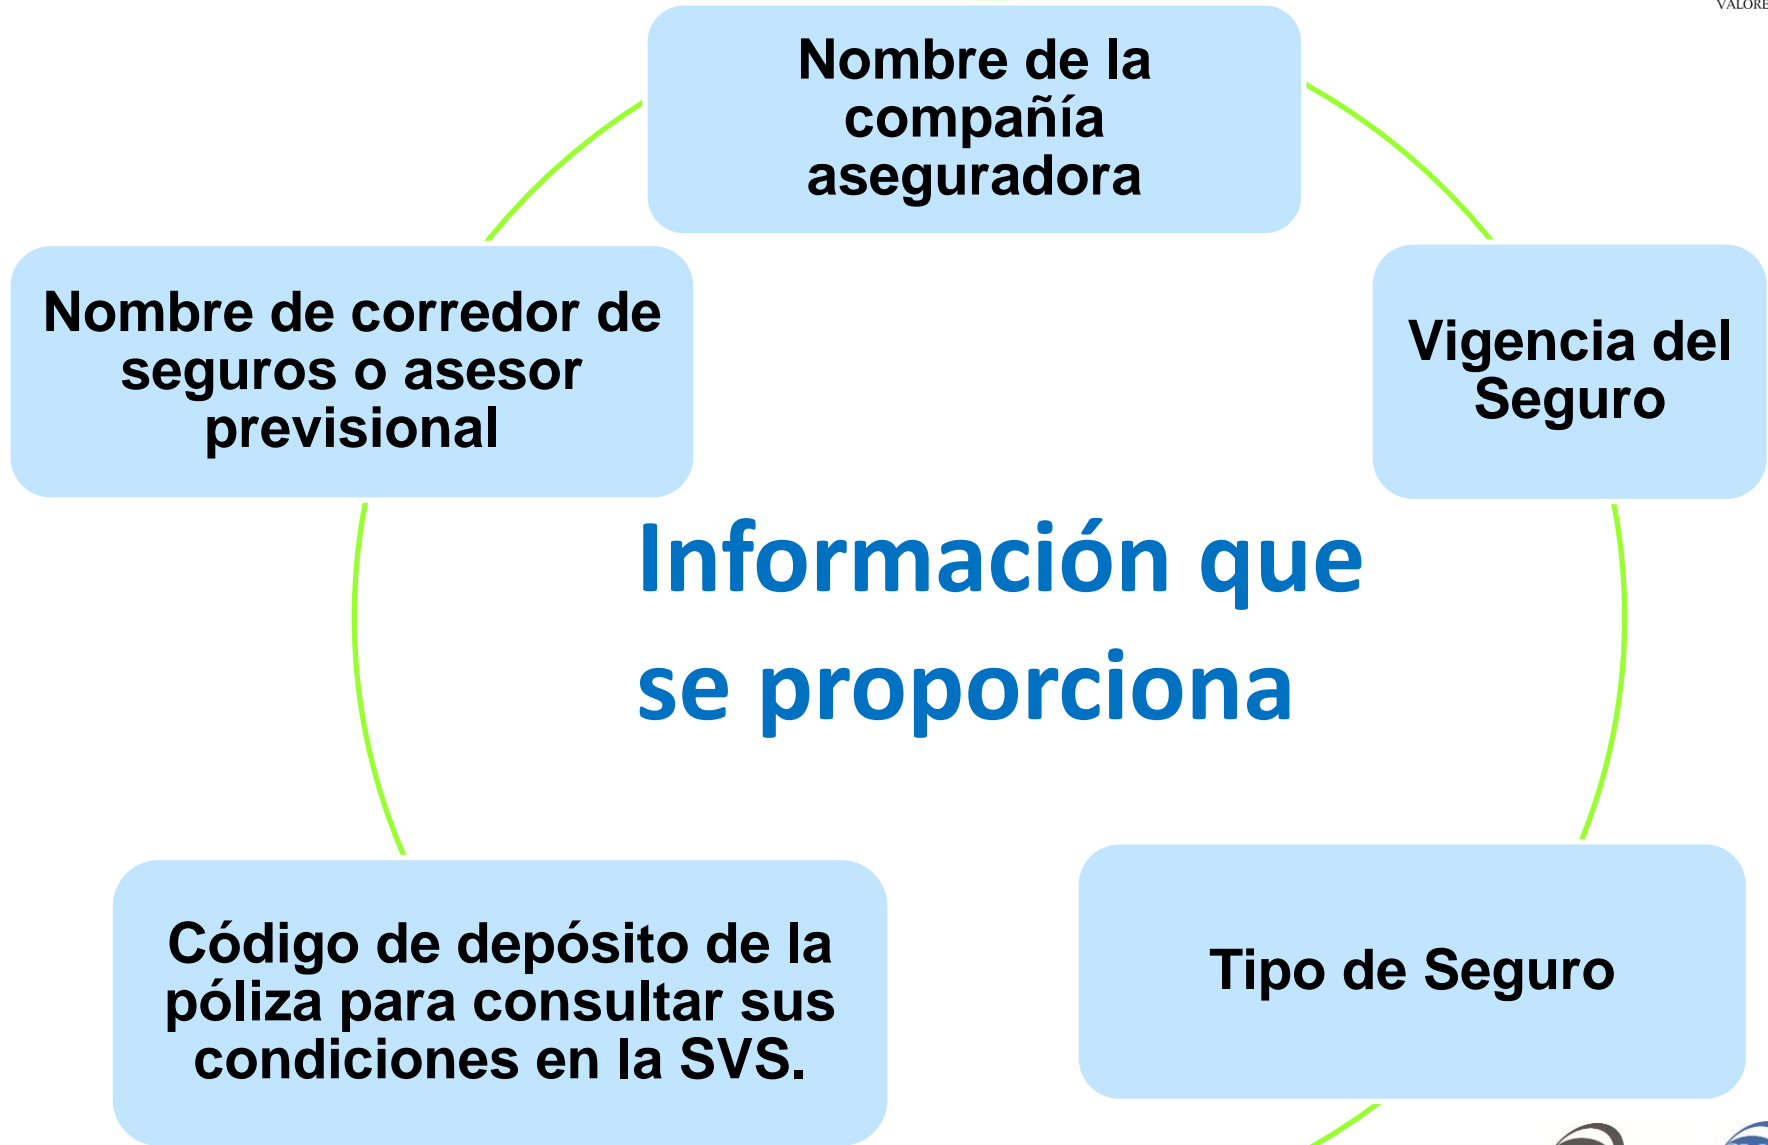 VALORE
Nombre de la
compañía
aseguradora
Nombre de corredor de
seguros o asesor
previsional
Vigencia del
Seguro
Información que
se proporciona
Código de depósito de la
póliza para consultar sus
condiciones en la SVS.
Tipo de Seguro